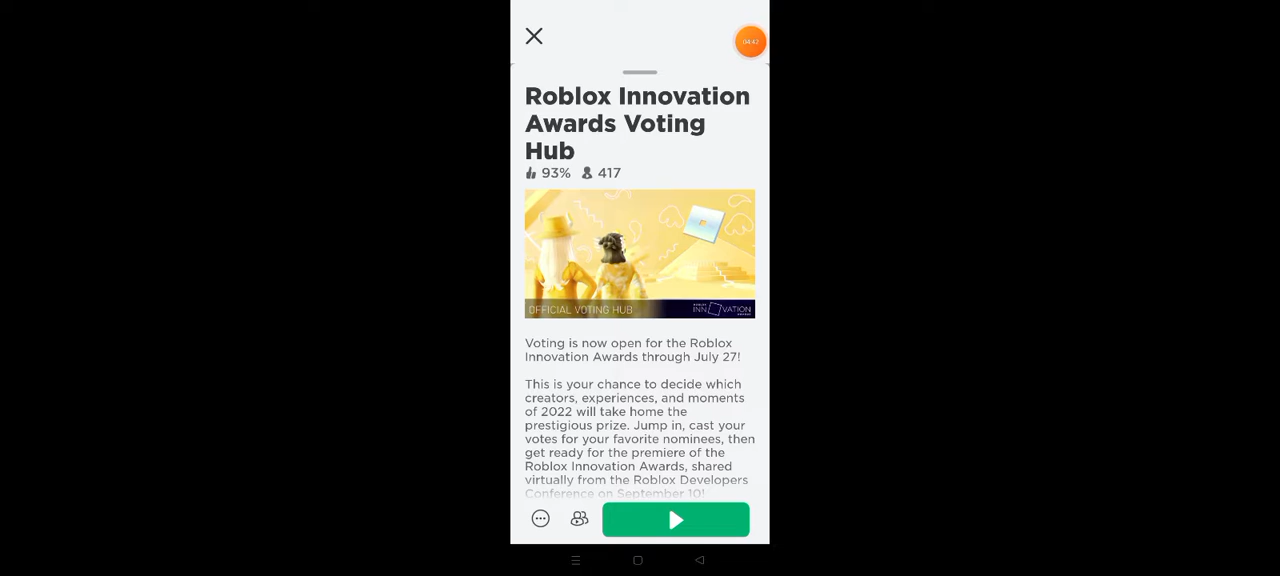 04:42
Roblox Innovation
Awards Voting
Hub
93% 417
OFFICIAL VOTING HUB
INNOVATION
Voting is now open for the Roblox
Innovation Awards through July 27!
This is your chance to decide which
creators, experiences, and moments
of 2022 will take home the
prestigious prize. Jump in, cast your
votes for your favorite nominees, then
get ready for the premiere of the
Roblox Innovation Awards, shared
virtually from the Roblox Developers
Conference on September 10!